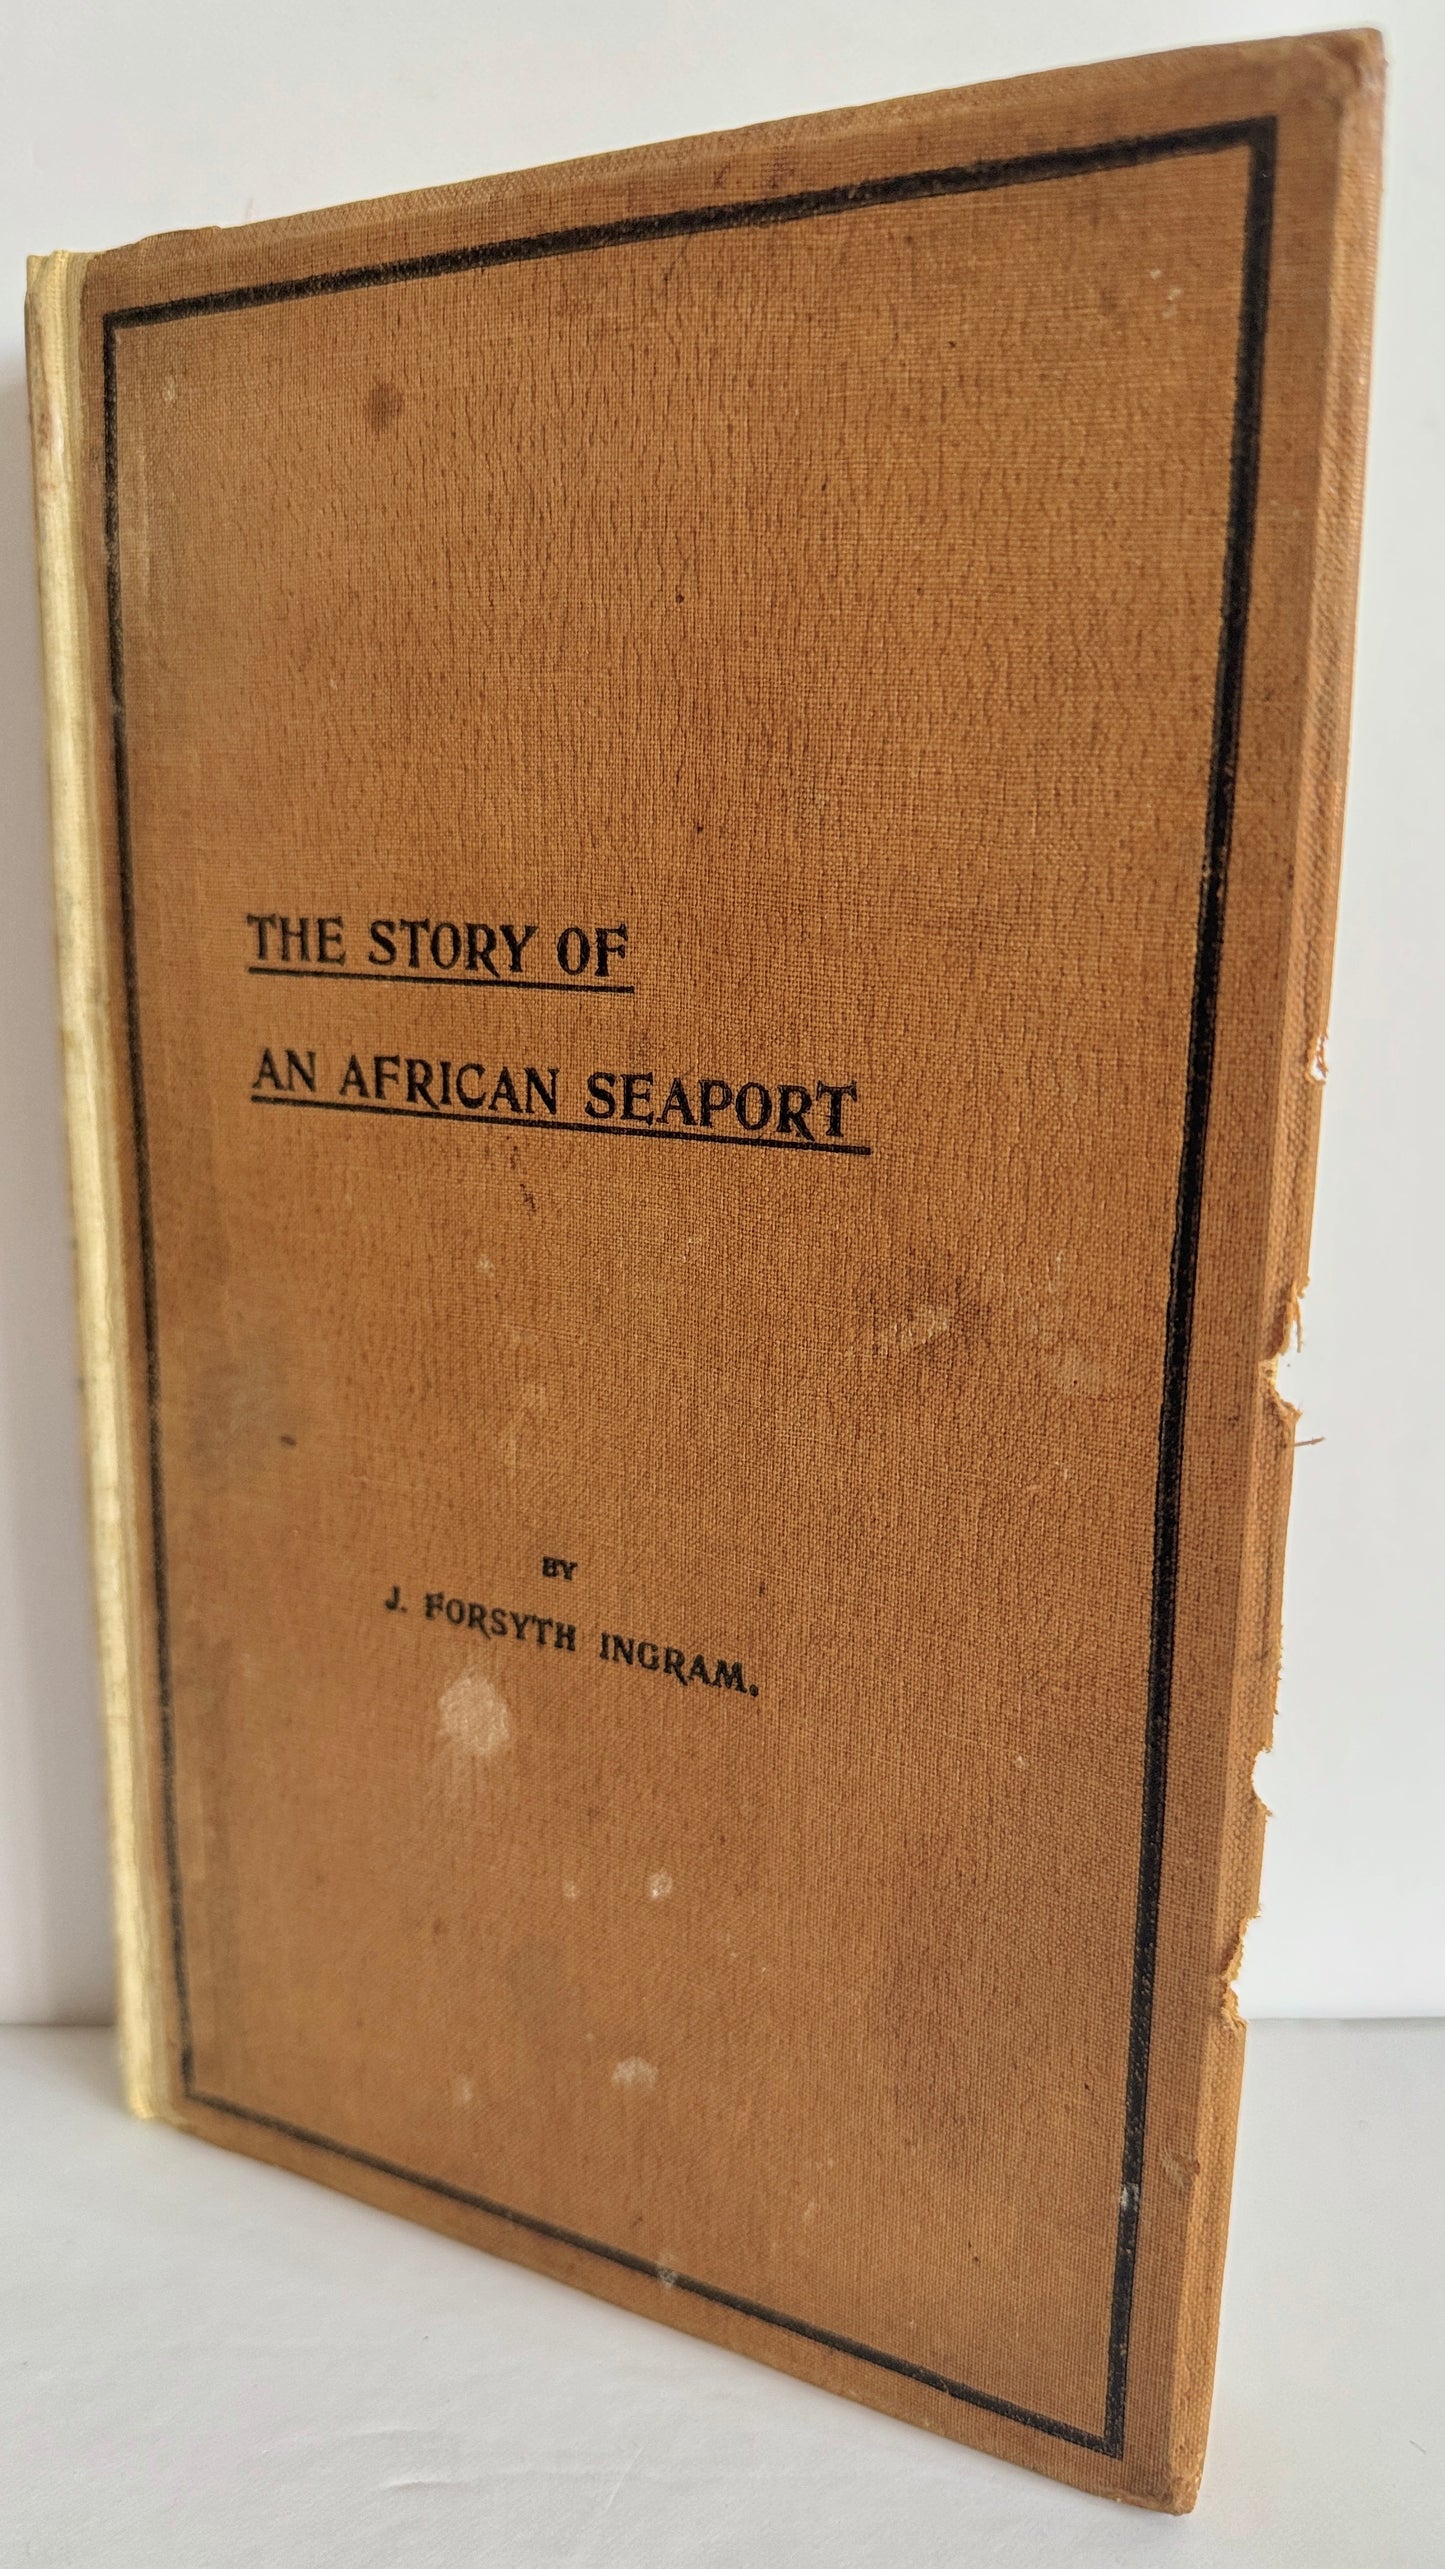 THE STORY OF
AN AFRICAN SEAPORT
BY
J. FORSYTH INGRAM.